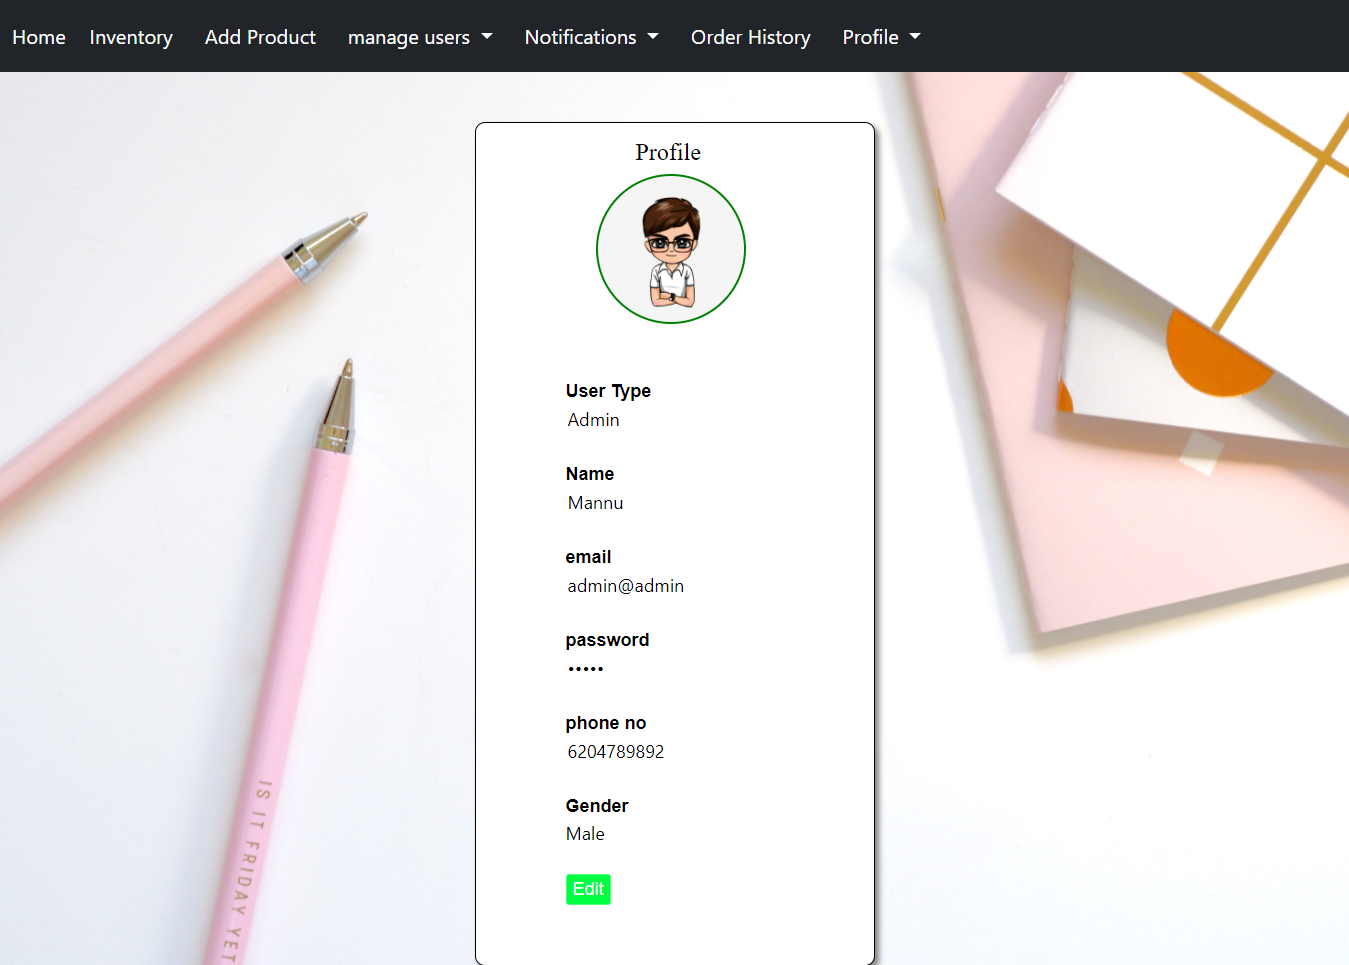 Home Inventory Add Product manage users Notifications Order History Profile
Profile
User Type
Admin
Name
Mannu
email
admin@admin
password
•••••
phone no
6204789892
Gender
Male
Edit
IS IT FRIDAY YET